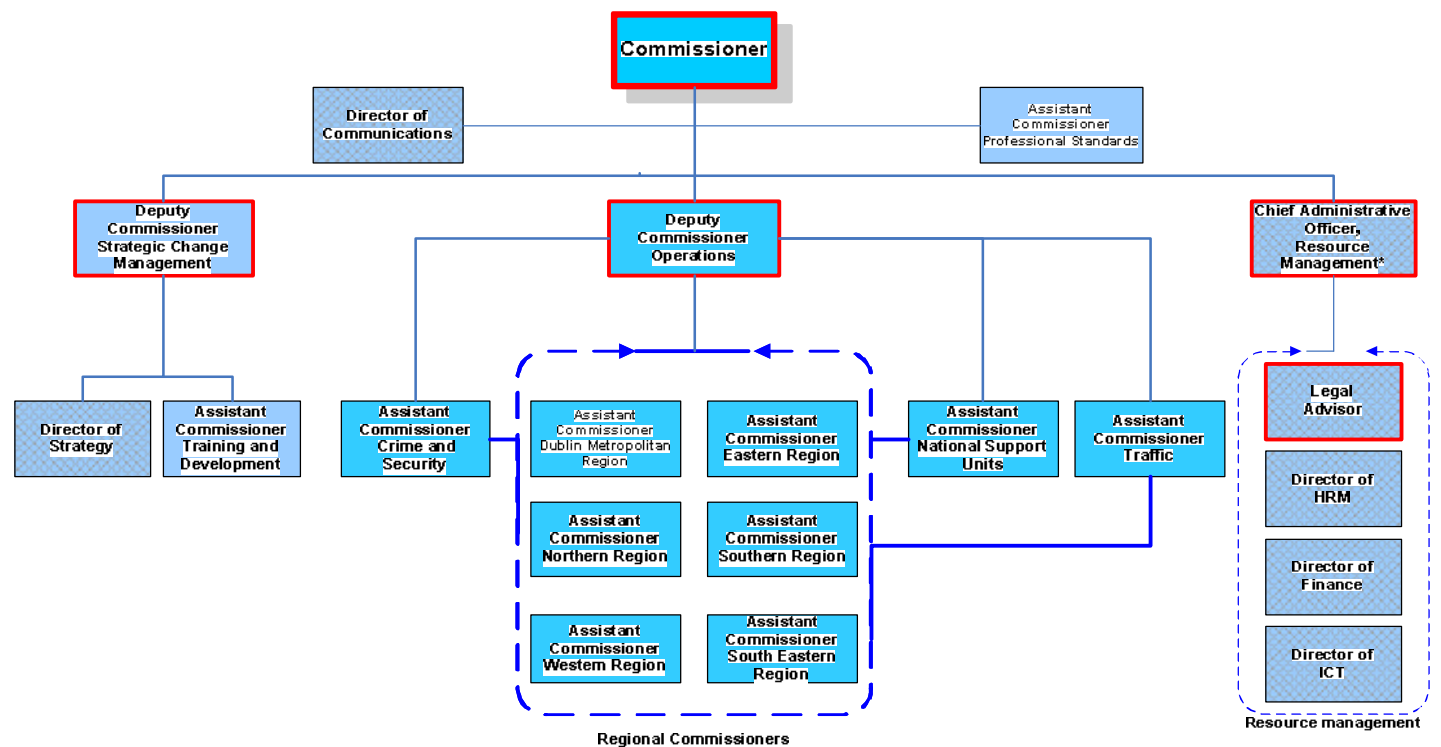 Commissioner
Director of
Communications
Assistant
Commissioner
Professional Standards
Deputy
Commissioner
Strategic Change
Management
Deputy
Commissioner
Operations
Chief Administrative
Officer,
Resource
Management*
Director of
Strategy
Assistant
Commissioner
Training and
Development
Assistant
Commissioner
Crime and
Security
Assistant
Commissioner
Dublin Metropolitan
Region
Assistant
Commissioner
Eastern Region
Assistant
Commissioner
National Support
Units
Assistant
Commissioner
Traffic
Legal
Advisor
Assistant
Commissioner
Northern Region
Assistant
Commissioner
Southern Region
Director of
HRM
Director of
Finance
Assistant
Commissioner
Western Region
Assistant
Commissioner
South Eastern
Region
Director of
ICT
Regional Commissioners
Resource management